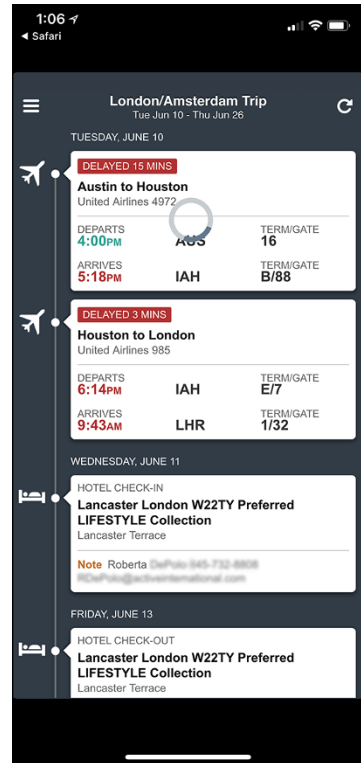 1:06
Safari
London/Amsterdam Trip
Tue Jun 10 - Thu Jun 26
TUESDAY, JUNE 10
DELAYED 15 MINS
Austin to Houston
United Airlines 4972
DEPARTS TERM/GATE
4:00PM AUS 16
ARRIVES TERM/GATE
5:18PM IAH B/88
DELAYED 3 MINS
Houston to London
United Airlines 985
DEPARTS TERM/GATE
6:14PM IAH E/7
ARRIVES TERM/GATE
9:43AM LHR 1/32
WEDNESDAY, JUNE 11
HOTEL CHECK-IN
Lancaster London W22TY Preferred
LIFESTYLE Collection
Lancaster Terrace
Note Roberta
FRIDAY, JUNE 13
HOTEL CHECK-OUT
Lancaster London W22TY Preferred
LIFESTYLE Collection
Lancaster Terrace